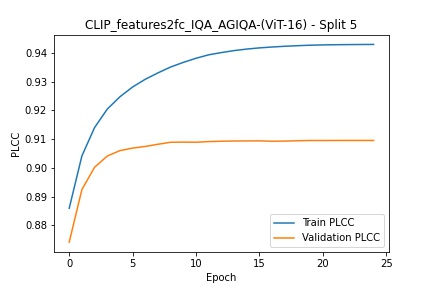 CLIP_features2fc_IQA_AGIQA-(ViT-16) - Split 5
PLCC
0.94
0.93
0.92
0.91
0.90
0.89
0.88
Train PLCC
Validation PLCC
0 5 10 15 20 25
Epoch